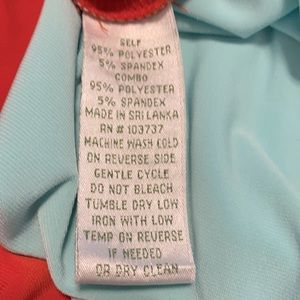 SELF
95% POLYESTER
5% SPANDEX
COMBO
95% POLYESTER
5% SPANDEX
MADE IN SRI LANKA
RN # 103737
MACHINE WASH COLD
ON REVERSE SIDE
GENTLE CYCLE
DO NOT BLEACH
TUMBLE DRY LOW
IRON WITH LOW
TEMP ON REVERSE
IF NEEDED
OR DRY CLEAN